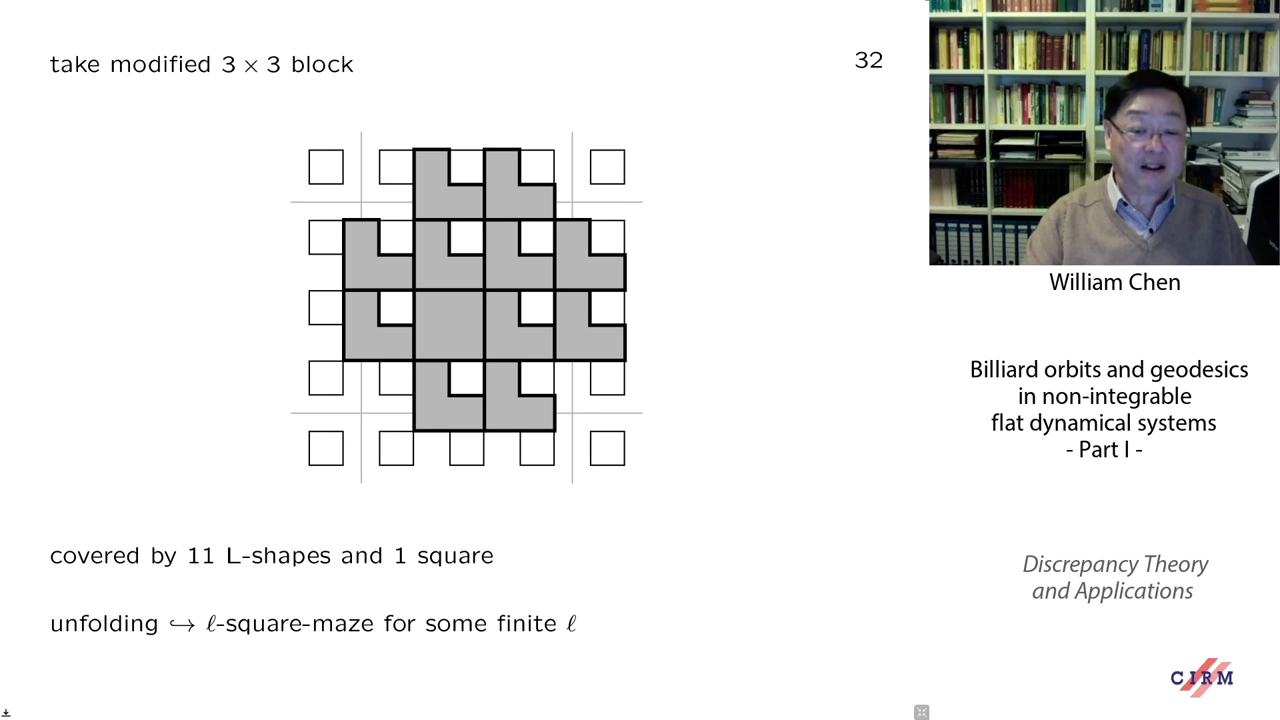 take modified 3 × 3 block
32
covered by 11 L-shapes and 1 square
unfolding ↪ ℓ-square-maze for some finite ℓ
William Chen
Billiard orbits and geodesics
in non-integrable
flat dynamical systems
- Part I -
Discrepancy Theory
and Applications
CIRM